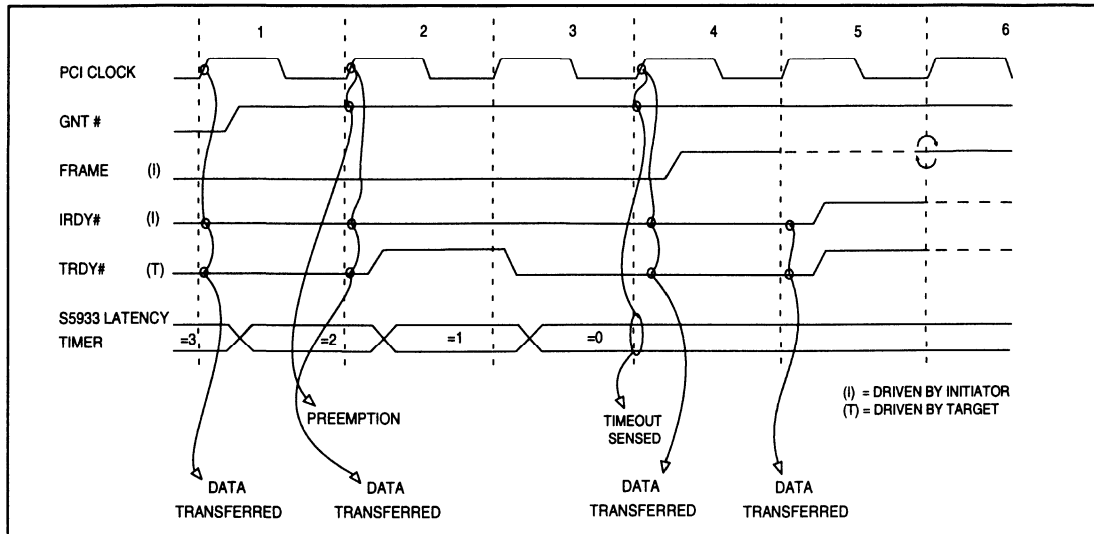 1 2 3 4 5 6
PCI CLOCK
GNT #
FRAME (I)
IRDY# (I)
TRDY# (T)
S5933 LATENCY
TIMER
=3 =2 =1 =0
(I) = DRIVEN BY INITIATOR
(T) = DRIVEN BY TARGET
PREEMPTION
TIMEOUT
SENSED
DATA
TRANSFERRED
DATA
TRANSFERRED
DATA
TRANSFERRED
DATA
TRANSFERRED